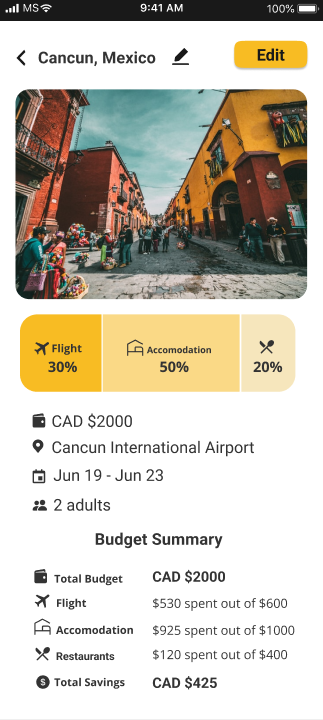 MS 9:41 AM 100%
Cancun, Mexico Edit
Flight Accomodation
30% 50% 20%
CAD $2000
Cancun International Airport
Jun 19 - Jun 23
2 adults
Budget Summary
Total Budget CAD $2000
Flight $530 spent out of $600
Accomodation $925 spent out of $1000
Restaurants $120 spent out of $400
$ Total Savings CAD $425